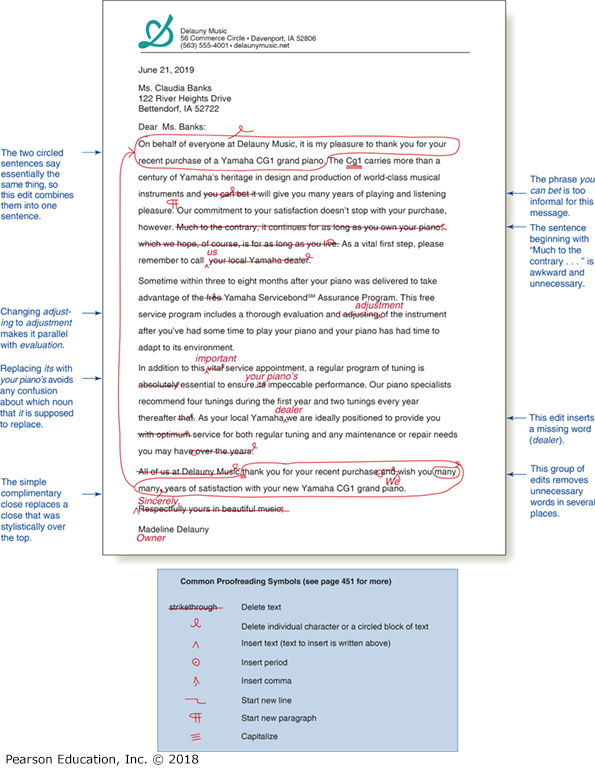 Delauny Music
56 Commerce Circle • Davenport, IA 52806
(563) 555-4001 • delaunymusic.net
June 21, 2019
Ms. Claudia Banks
122 River Heights Drive
Bettendorf, IA 52722
Dear Ms. Banks:
On behalf of everyone at Delauny Music, it is my pleasure to thank you for your
recent purchase of a Yamaha CG1 grand piano. The Cg1 carries more than a
century of Yamaha's heritage in design and production of world-class musical
instruments and you can bet it will give you many years of playing and listening
pleasure. Our commitment to your satisfaction doesn't stop with your purchase,
however. Much to the contrary, it continues for as long as you own your piano,
which we hope, of course, is for as long as you live. As a vital first step, please
us
remember to call your local Yamaha dealer.
Sometime within three to eight months after your piano was delivered to take
advantage of the free Yamaha Servicebond℠ Assurance Program. This free
adjustment
service program includes a thorough evaluation and adjusting of the instrument
after you've had some time to play your piano and your piano has had time to
adapt to its environment.
important
In addition to this vital service appointment, a regular program of tuning is
your piano's
absolutely essential to ensure its impeccable performance. Our piano specialists
recommend four tunings during the first year and two tunings every year
dealer
thereafter that. As your local Yamaha we are ideally positioned to provide you
with optimum service for both regular tuning and any maintenance or repair needs
you may have over the years.
All of us at Delauny Music thank you for your recent purchase and wish you many
We
many years of satisfaction with your new Yamaha CG1 grand piano.
Sincerely,
Respectfully yours in beautiful music,
Madeline Delauny
Owner
The two circled
sentences say
essentially the
same thing, so
this edit combines
them into one
sentence.
Changing adjust-
ing to adjustment
makes it parallel
with evaluation.
Replacing its with
your piano's avoids
any confusion
about which noun
that it is supposed
to replace.
The simple
complimentary
close replaces a
close that was
stylistically over
the top.
The phrase you
can bet is too
informal for this
message.
The sentence
beginning with
"Much to the
contrary . . ." is
awkward and
unnecessary.
This edit inserts
a missing word
(dealer).
This group of
edits removes
unnecessary
words in several
places.
Common Proofreading Symbols (see page 451 for more)
strikethrough Delete text
Delete individual character or a circled block of text
Insert text (text to insert is written above)
Insert period
Insert comma
Start new line
Start new paragraph
Capitalize
Pearson Education, Inc. © 2018